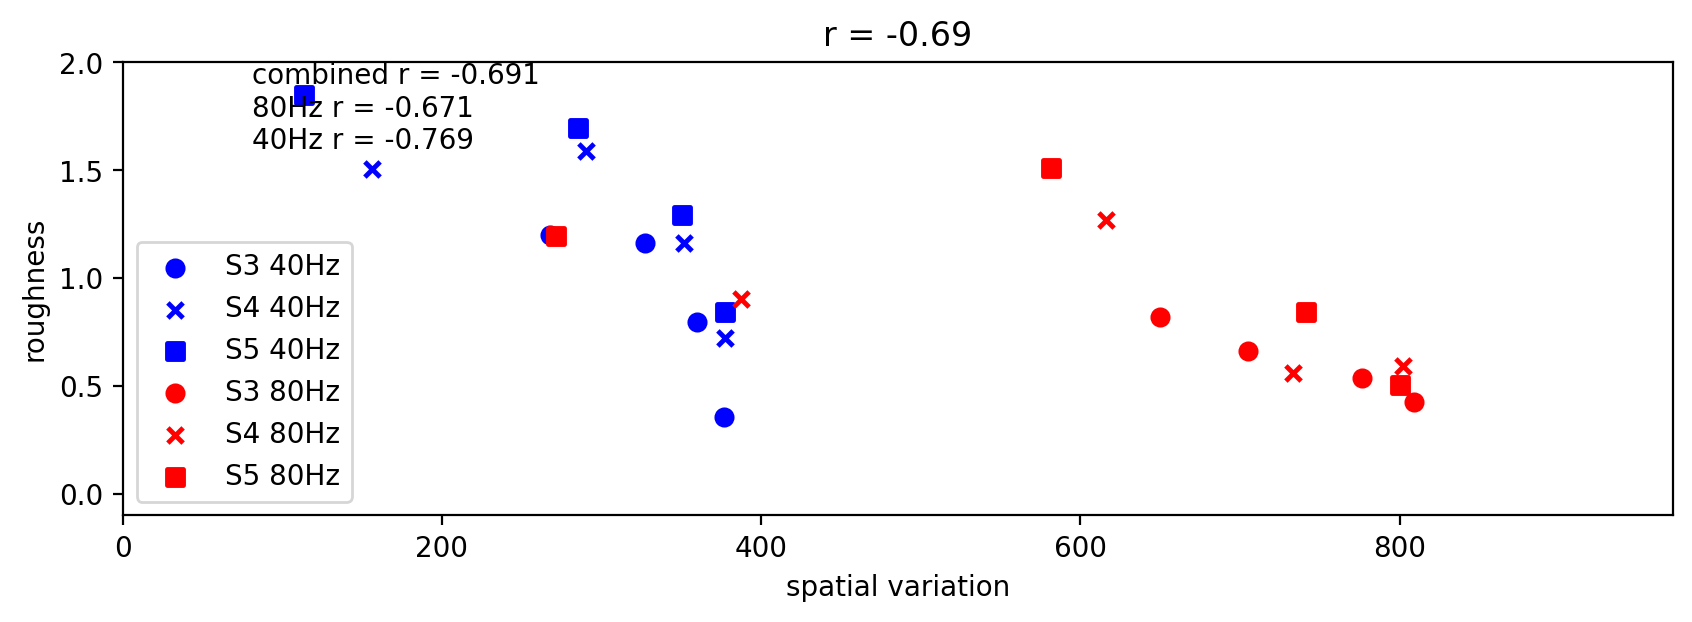 r = -0.69
combined r = -0.691
80Hz r = -0.671
40Hz r = -0.769
2.0
1.5
1.0
0.5
0.0
roughness
S3 40Hz
S4 40Hz
S5 40Hz
S3 80Hz
S4 80Hz
S5 80Hz
0 200 400 600 800
spatial variation